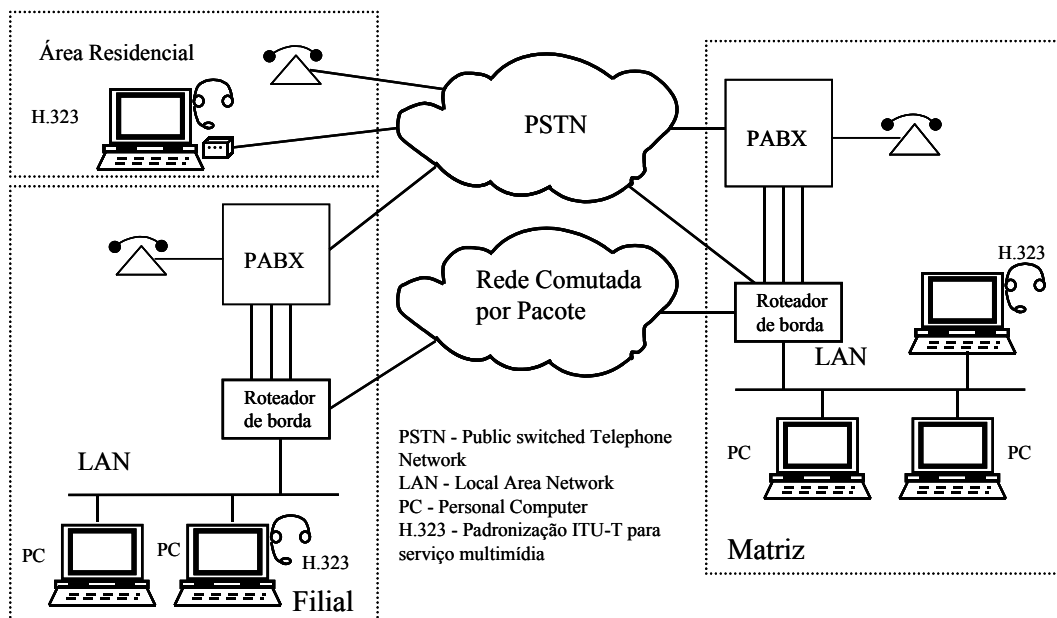 Área Residencial
H.323
PSTN
PABX
PABX
H.323
Rede Comutada
por Pacote
Roteador
de borda
LAN
Roteador
de borda
PSTN - Public switched Telephone
Network
LAN - Local Area Network
PC - Personal Computer
H.323 - Padronização ITU-T para
serviço multimídia
LAN
PC
PC
PC
PC
H.323
Filial
Matriz